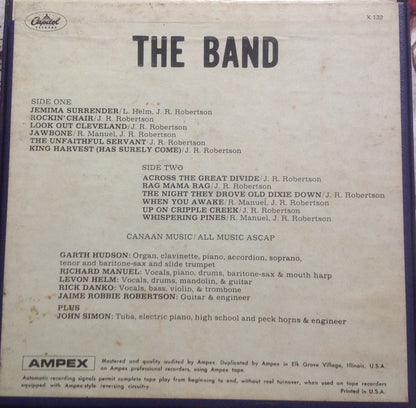 Capitol
X 132
THE BAND
SIDE ONE
JEMIMA SURRENDER/L. Helm, J. R. Robertson
ROCKIN' CHAIR/J. R. Robertson
LOOK OUT CLEVELAND/J. R. Robertson
JAWBONE/R. Manuel, J. R. Robertson
THE UNFAITHFUL SERVANT/J. R. Robertson
KING HARVEST (HAS SURELY COME)/J. R. Robertson
SIDE TWO
ACROSS THE GREAT DIVIDE/J. R. Robertson
RAG MAMA RAG/J. R. Robertson
THE NIGHT THEY DROVE OLD DIXIE DOWN/J. R. Robertson
WHEN YOU AWAKE/R. Manuel, J. R. Robertson
UP ON CRIPPLE CREEK/J. R. Robertson
WHISPERING PINES/R. Manuel, J. R. Robertson
CANAAN MUSIC/ALL MUSIC ASCAP
GARTH HUDSON: Organ, clavinette, piano, accordion, soprano,
tenor and baritone-sax and slide trumpet
RICHARD MANUEL: Vocals, piano, drums, baritone-sax & mouth harp
LEVON HELM: Vocals, drums, mandolin, & guitar
RICK DANKO: Vocals, bass, violin, & trombone
JAIME ROBBIE ROBERTSON: Guitar & engineer
PLUS
JOHN SIMON: Tuba, electric piano, high school and peck horns & engineer
AMPEX
Mastered and quality audited by Ampex. Duplicated by Ampex in Elk Grove Village, Illinois, U.S.A.
on Ampex professional recorders, using Ampex tape.
Automatic recording signals permit complete tape play from beginning to end, without reel turnover, when used on tape recorders
equipped with Ampex-style reversing circuitry.
Printed in U.S.A.